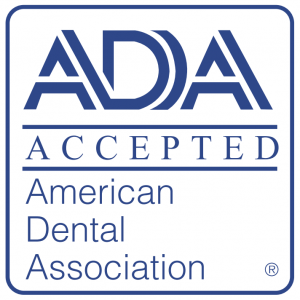 ADA
ACCEPTED
American
Dental
Association
®